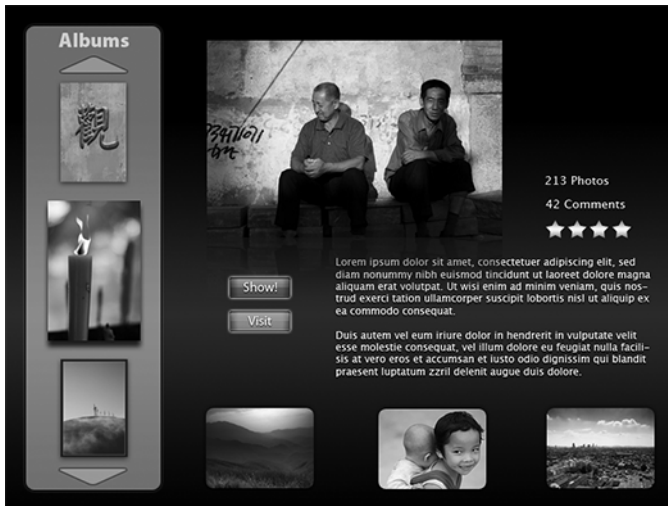 Albums
觀
213 Photos
42 Comments
Lorem ipsum dolor sit amet, consectetuer adipiscing elit, sed
diam nonummy nibh euismod tincidunt ut laoreet dolore magna
aliquam erat volutpat. Ut wisi enim ad minim veniam, quis nos-
trud exerci tation ullamcorper suscipit lobortis nisl ut aliquip ex
ea commodo consequat.
Show!
Visit
Duis autem vel eum iriure dolor in hendrerit in vulputate velit
esse molestie consequat, vel illum dolore eu feugiat nulla facili-
sis at vero eros et accumsan et iusto odio dignissim qui blandit
praesent luptatum zzril delenit augue duis dolore.